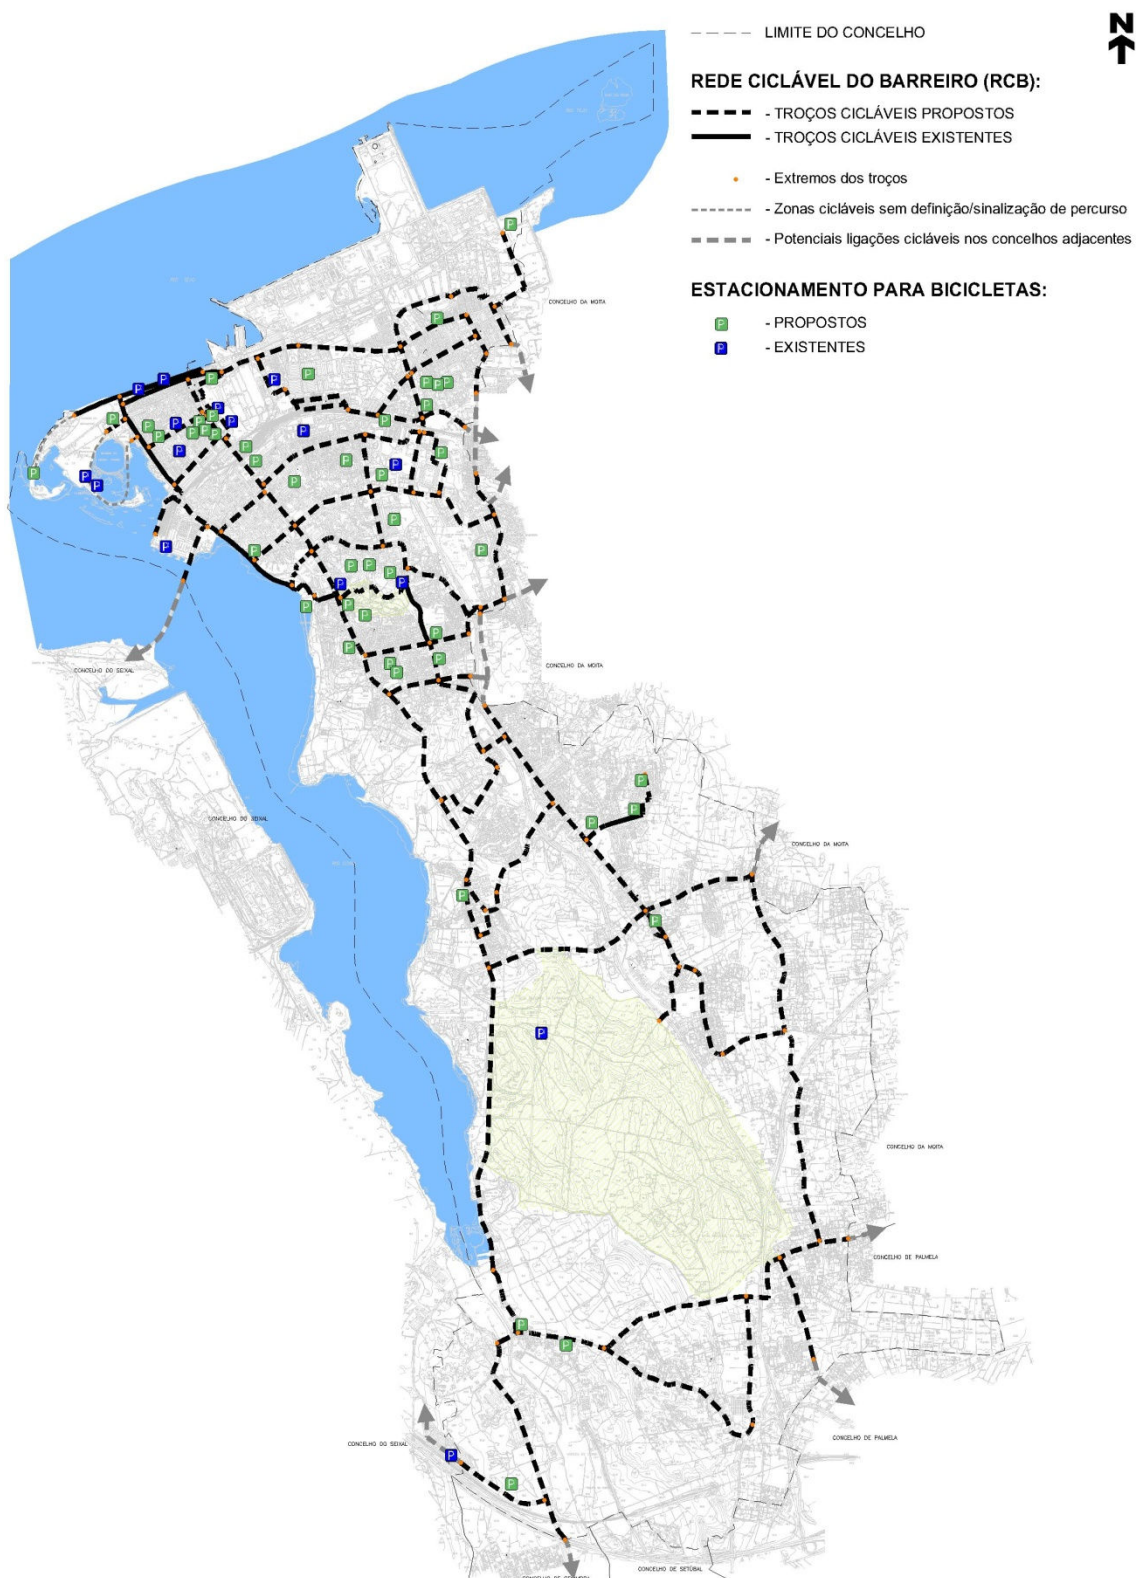 N
LIMITE DO CONCELHO
REDE CICLÁVEL DO BARREIRO (RCB):
- TROÇOS CICLÁVEIS PROPOSTOS
- TROÇOS CICLÁVEIS EXISTENTES
- Extremos dos troços
- Zonas cicláveis sem definição/sinalização de percurso
- Potenciais ligações cicláveis nos concelhos adjacentes
ESTACIONAMENTO PARA BICICLETAS:
P - PROPOSTOS
P - EXISTENTES
CONCELHO DA MOITA
CONCELHO DA MOITA
CONCELHO DO SEIXAL
CONCELHO DO SEIXAL
CONCELHO DA MOITA
CONCELHO DA MOITA
CONCELHO DE PALMELA
CONCELHO DE PALMELA
CONCELHO DO SEIXAL
CONCELHO DE SETÚBAL